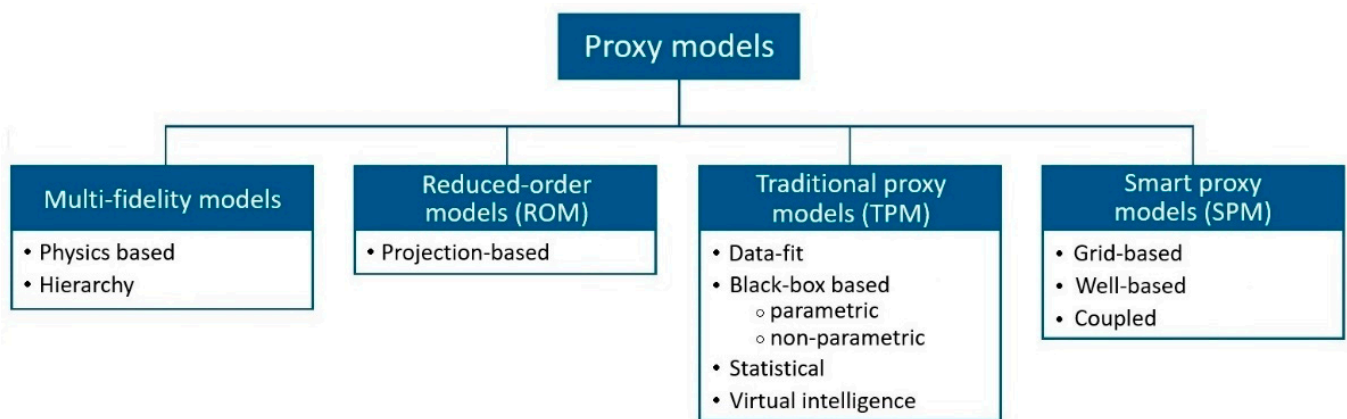 Proxy models
Multi-fidelity models
• Physics based
• Hierarchy
Reduced-order
models (ROM)
• Projection-based
Traditional proxy
models (TPM)
• Data-fit
• Black-box based
○ parametric
○ non-parametric
• Statistical
• Virtual intelligence
Smart proxy
models (SPM)
• Grid-based
• Well-based
• Coupled